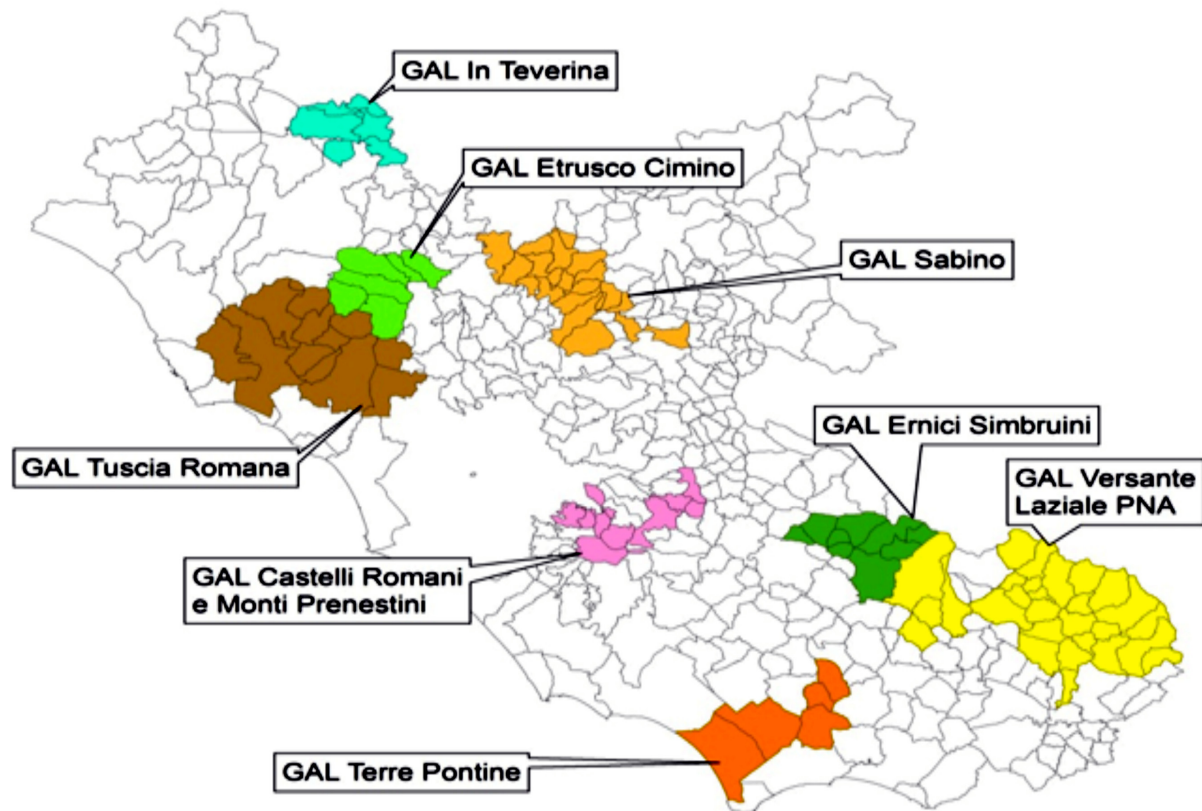 GAL In Teverina
GAL Etrusco Cimino
GAL Sabino
GAL Ernici Simbruini
GAL Tuscia Romana
GAL Versante
Laziale PNA
GAL Castelli Romani
e Monti Prenestini
GAL Terre Pontine